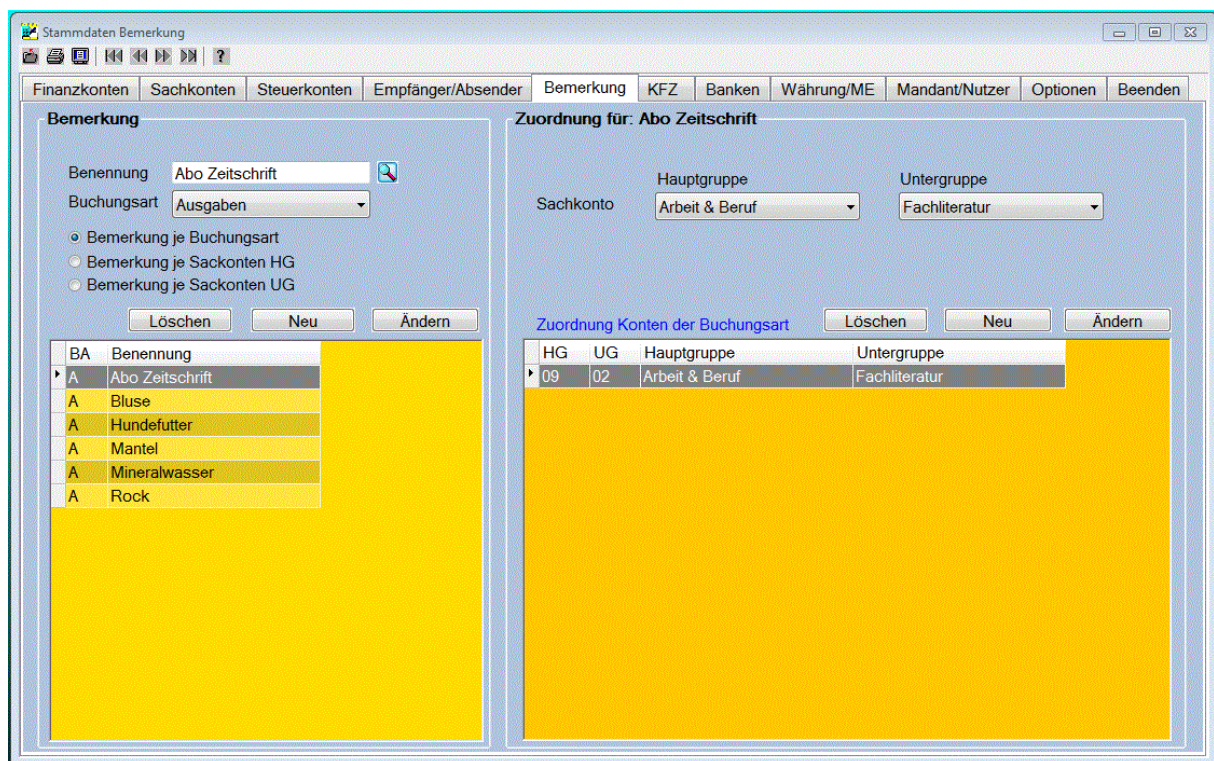 Stammdaten Bemerkung
?
Finanzkonten Sachkonten Steuerkonten Empfänger/Absender Bemerkung KFZ Banken Währung/ME Mandant/Nutzer Optionen Beenden
Bemerkung
Benennung Abo Zeitschrift
Buchungsart Ausgaben
Bemerkung je Buchungsart
Bemerkung je Sackonten HG
Bemerkung je Sackonten UG
Löschen Neu Ändern
BA Benennung
A Abo Zeitschrift
A Bluse
A Hundefutter
A Mantel
A Mineralwasser
A Rock
Zuordnung für: Abo Zeitschrift
Hauptgruppe Untergruppe
Sachkonto Arbeit & Beruf Fachliteratur
Zuordnung Konten der Buchungsart Löschen Neu Ändern
HG UG Hauptgruppe Untergruppe
09 02 Arbeit & Beruf Fachliteratur